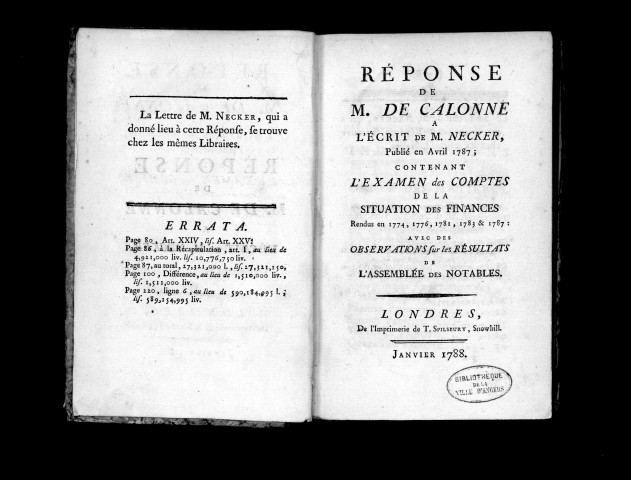 La Lettre de M. NECKER, qui a
donné lieu à cette Réponse, se trouve
chez les mêmes Libraires.
ERRATA.
Page 80, Art. XXIV, lis. Art. XXV.
Page 86, à la Récapitulation, art. 1, au lieu de
4,921,000 liv. lis. 10,776,750 liv.
Page 87, au total, 27,321,000 l., lis. 27,521,150.
Page 100, Différence, au lieu de 1,510,000 liv.,
lis. 1,511,000 liv.
Page 120, ligne 6, au lieu de 590,184,995 l.;
lis. 589,154,995 liv.
RÉPONSE
DE
M. DE CALONNE
A
L'ÉCRIT DE M. NECKER,
Publié en Avril 1787;
CONTENANT
L'EXAMEN des COMPTES
DE LA
SITUATION DES FINANCES
Rendus en 1774, 1776, 1781, 1783 & 1787:
AVEC DES
OBSERVATIONS sur les RÉSULTATS
DE
L'ASSEMBLÉE DES NOTABLES.
LONDRES,
De l'Imprimerie de T. SPILSBURY, Snowhill.
JANVIER 1788.
BIBLIOTHÈQUE
DE LA
VILLE D'ANGERS